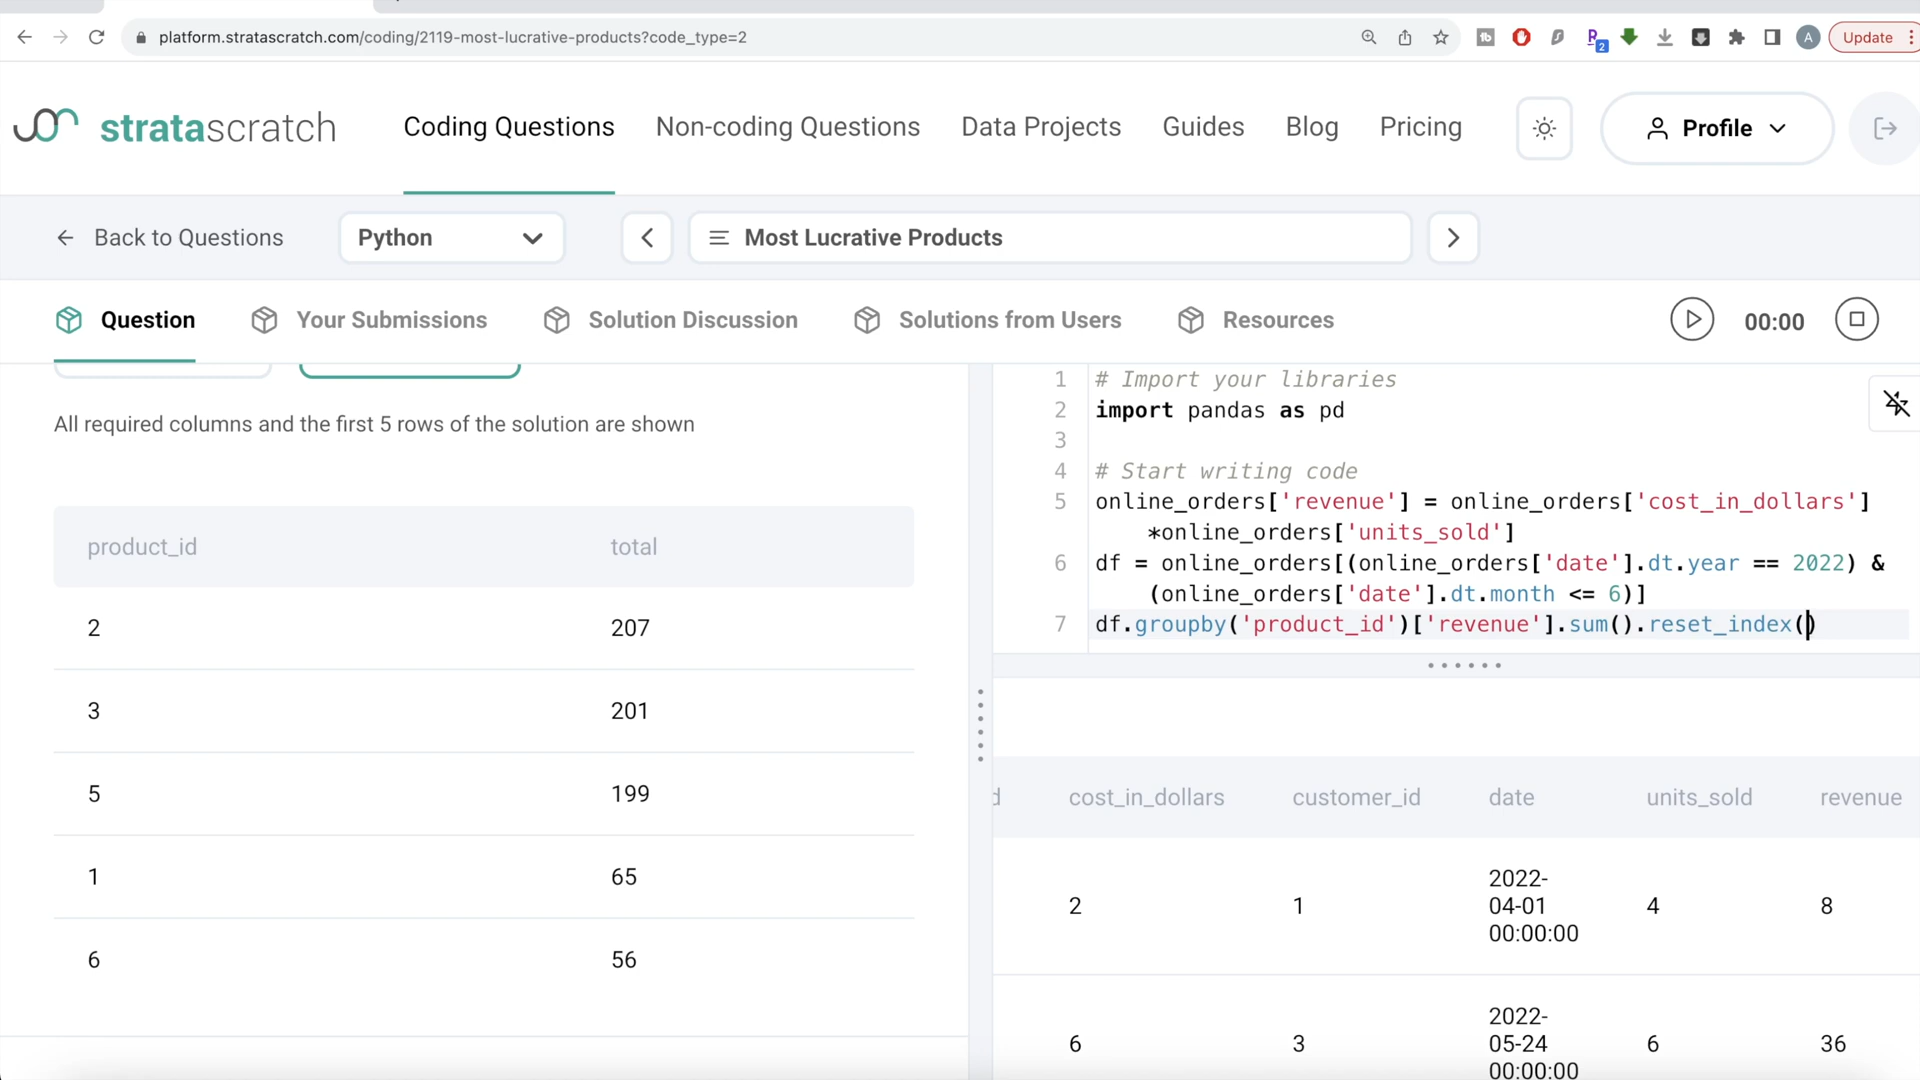 platform.stratascratch.com/coding/2119-most-lucrative-products?code_type=2
2
A
Update
stratascratch
Coding Questions
Non-coding Questions
Data Projects
Guides
Blog
Pricing
Profile
Back to Questions
Python
Most Lucrative Products
Question
Your Submissions
Solution Discussion
Solutions from Users
Resources
00:00
All required columns and the first 5 rows of the solution are shown
product_id total
2 207
3 201
5 199
1 65
6 56
1 # Import your libraries
2 import pandas as pd
3
4 # Start writing code
5 online_orders['revenue'] = online_orders['cost_in_dollars']
*online_orders['units_sold']
6 df = online_orders[(online_orders['date'].dt.year == 2022) &
(online_orders['date'].dt.month <= 6)]
7 df.groupby('product_id')['revenue'].sum().reset_index()
d cost_in_dollars customer_id date units_sold revenue
2 1 2022-04-01 00:00:00 4 8
6 3 2022-05-24 00:00:00 6 36